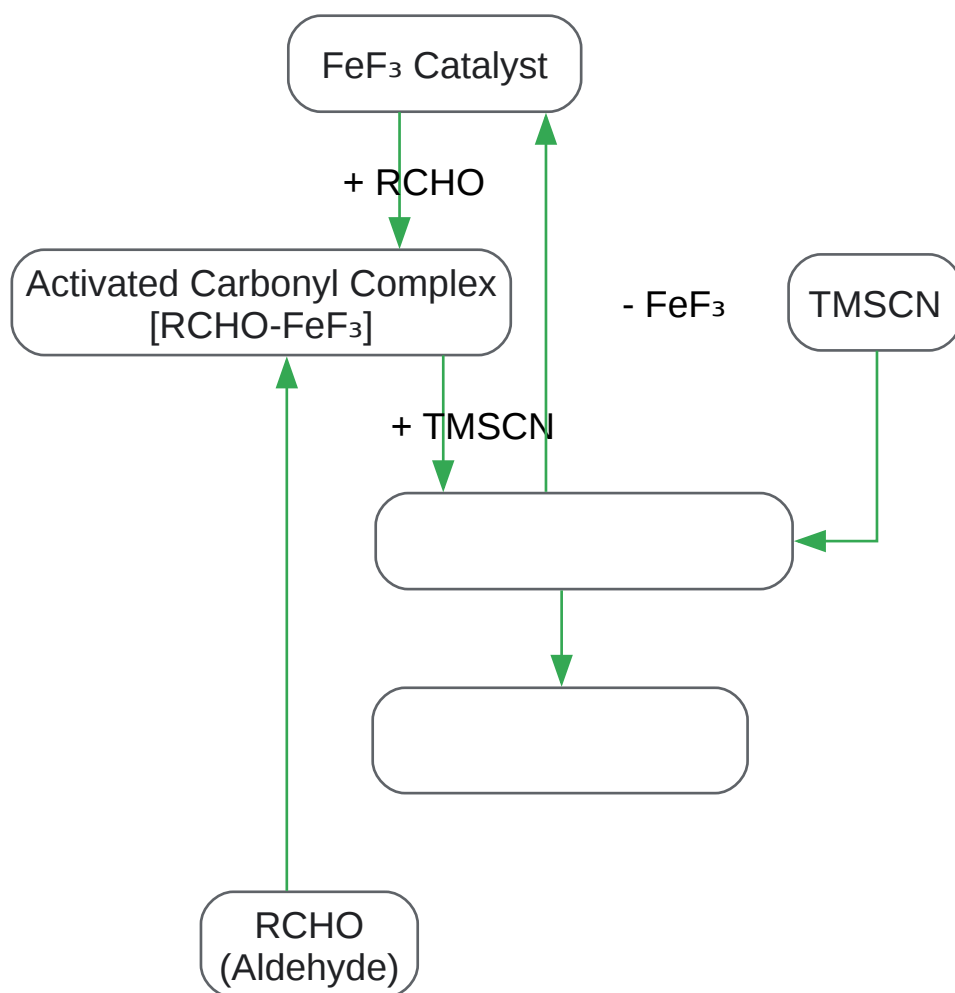 FeF₃ Catalyst
+ RCHO
Activated Carbonyl Complex
[RCHO-FeF₃]
- FeF₃
TMSCN
+ TMSCN
RCHO
(Aldehyde)